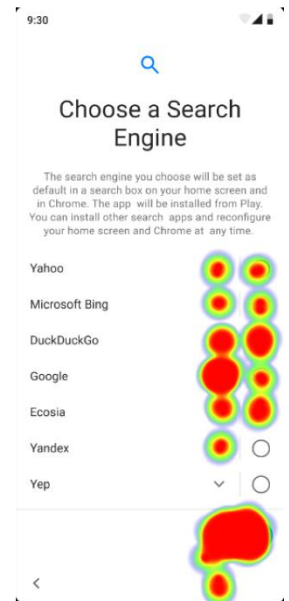 9:30
Choose a Search
Engine
The search engine you choose will be set as
default in a search box on your home screen and
in Chrome. The app will be installed from Play.
You can install other search apps and reconfigure
your home screen and Chrome at any time.
Yahoo
Microsoft Bing
DuckDuckGo
Google
Ecosia
Yandex
Yep